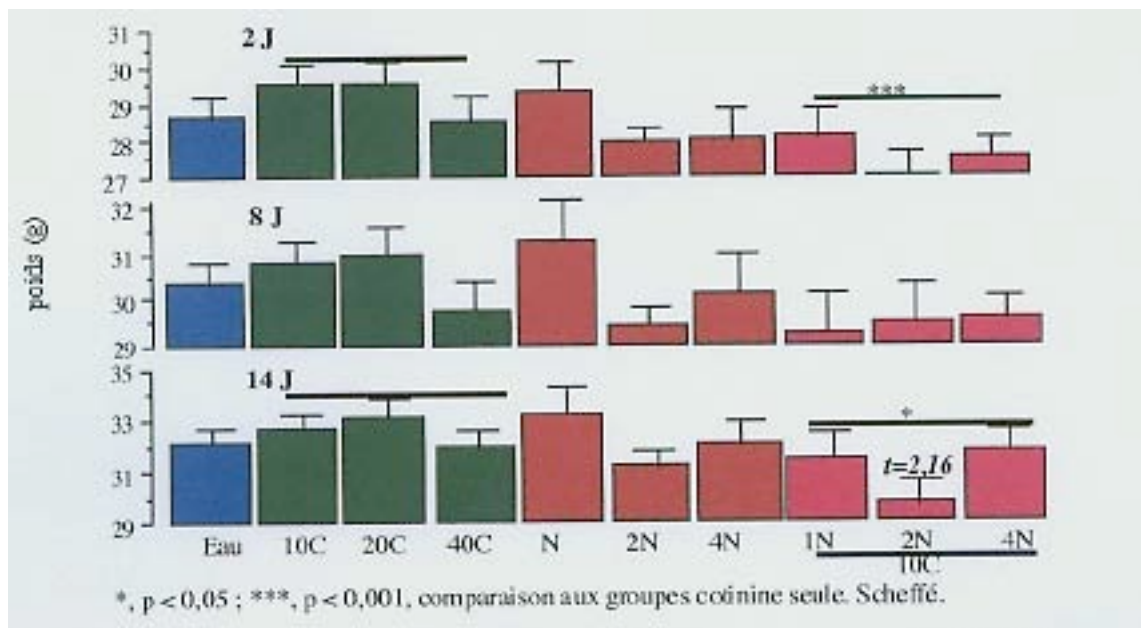 poids (g)
2 J
31
30
29
28
27
***
8 J
32
31
30
29
14 J
35
33
31
29
*
t=2,16
Eau 10C 20C 40C N 2N 4N 1N 2N 4N
10C
*, p < 0,05 ; ***, p < 0,001, comparaison aux groupes cotinine seule. Scheffé.